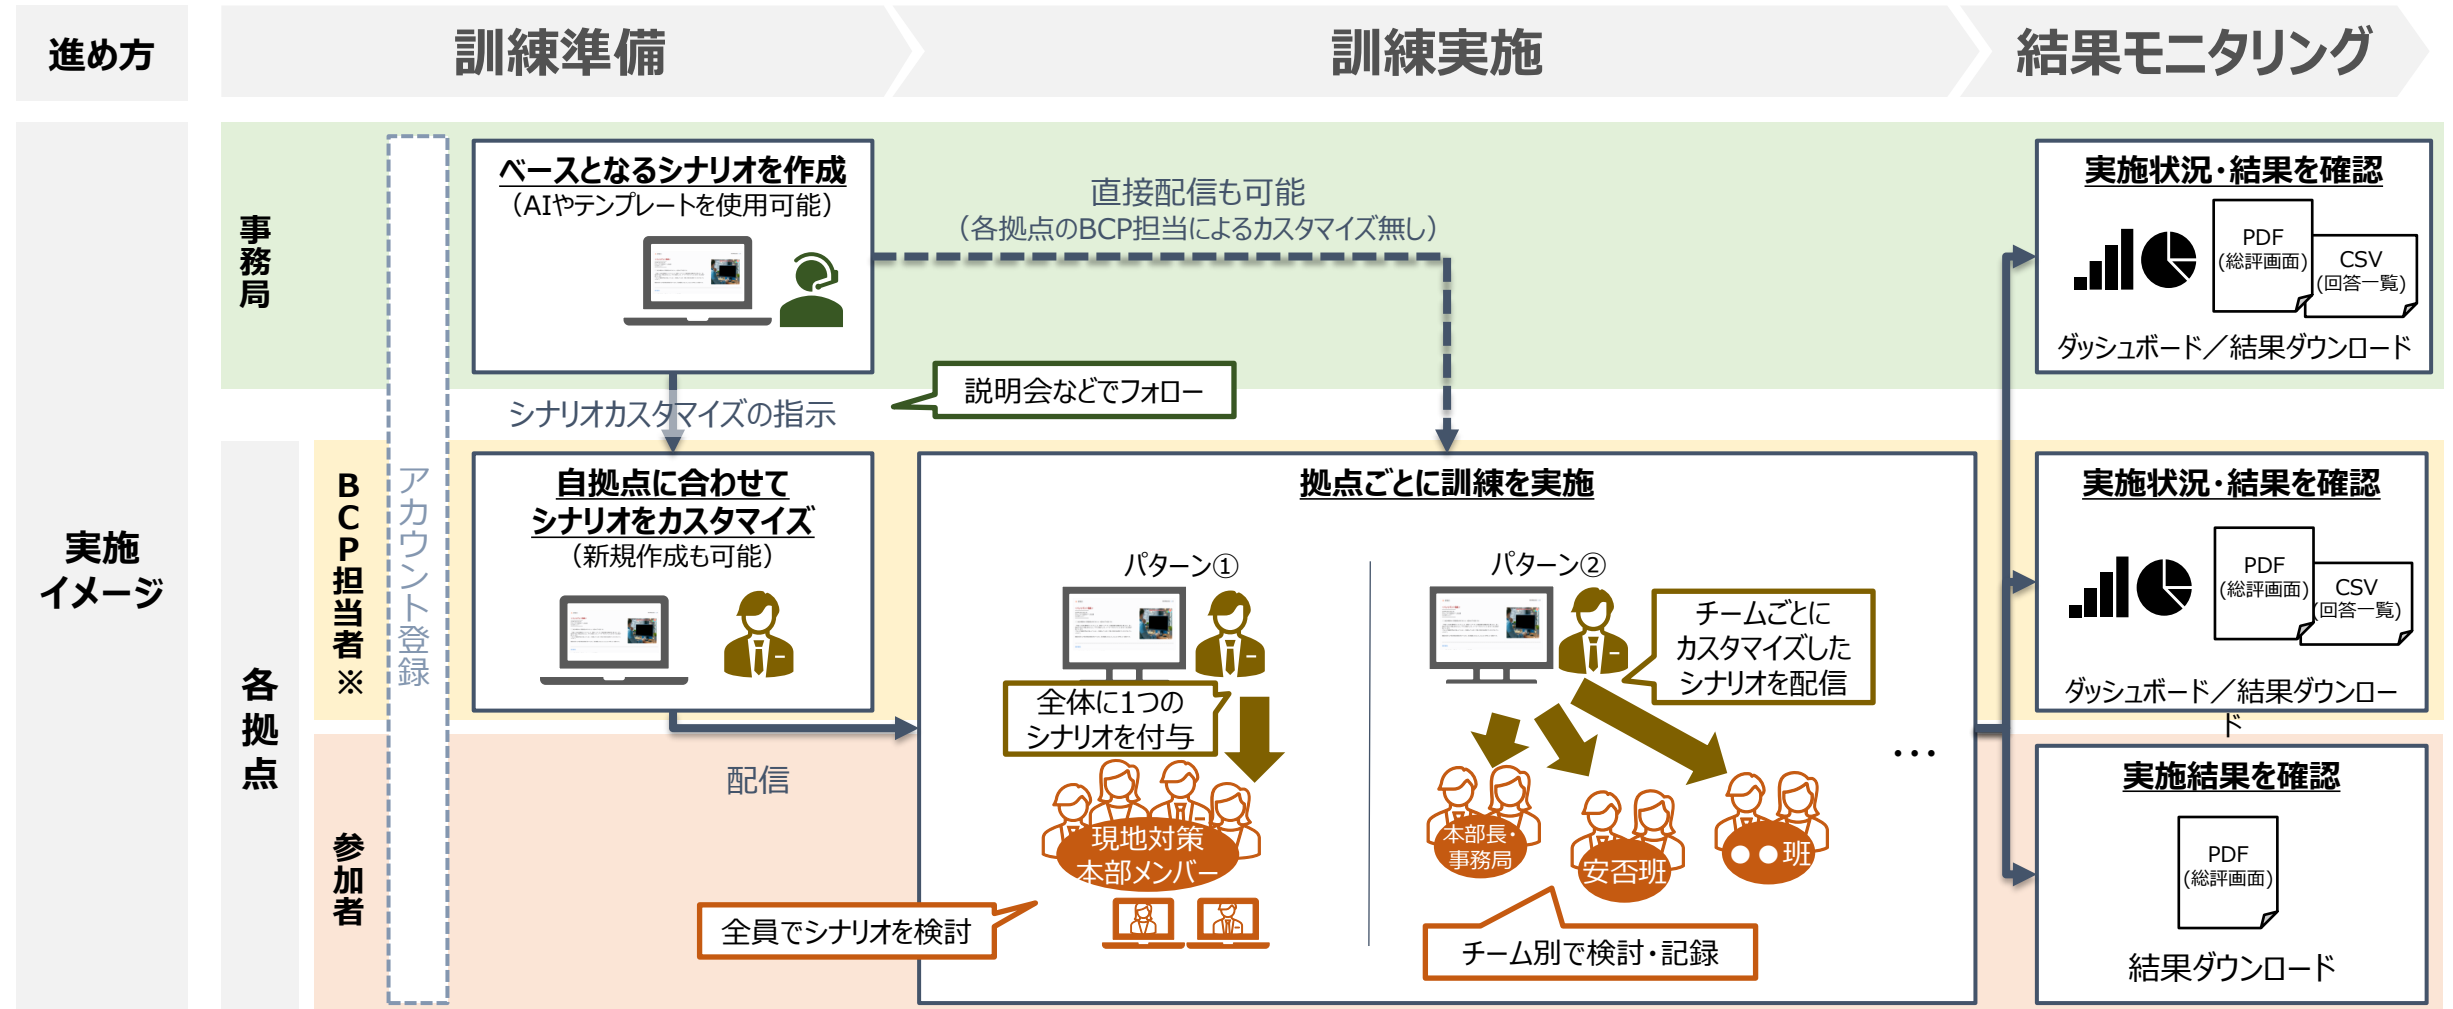 進め方
訓練準備
訓練実施
結果モニタリング
実施
イメージ
事務局
各拠点
BCP担当者※
参加者
アカウント登録
ベースとなるシナリオを作成
（AIやテンプレートを使用可能）
直接配信も可能
（各拠点のBCP担当によるカスタマイズ無し）
シナリオカスタマイズの指示
説明会などでフォロー
自拠点に合わせて
シナリオをカスタマイズ
（新規作成も可能）
配信
拠点ごとに訓練を実施
パターン①
全体に1つの
シナリオを付与
現地対策
本部メンバー
全員でシナリオを検討
パターン②
チームごとに
カスタマイズした
シナリオを配信
本部長・
事務局
安否班
●●班
チーム別で検討・記録
…
実施状況・結果を確認
PDF
(総評画面)
CSV
(回答一覧)
ダッシュボード／結果ダウンロード
実施状況・結果を確認
PDF
(総評画面)
CSV
(回答一覧)
ダッシュボード／結果ダウンロー
ド
実施結果を確認
PDF
(総評画面)
結果ダウンロード